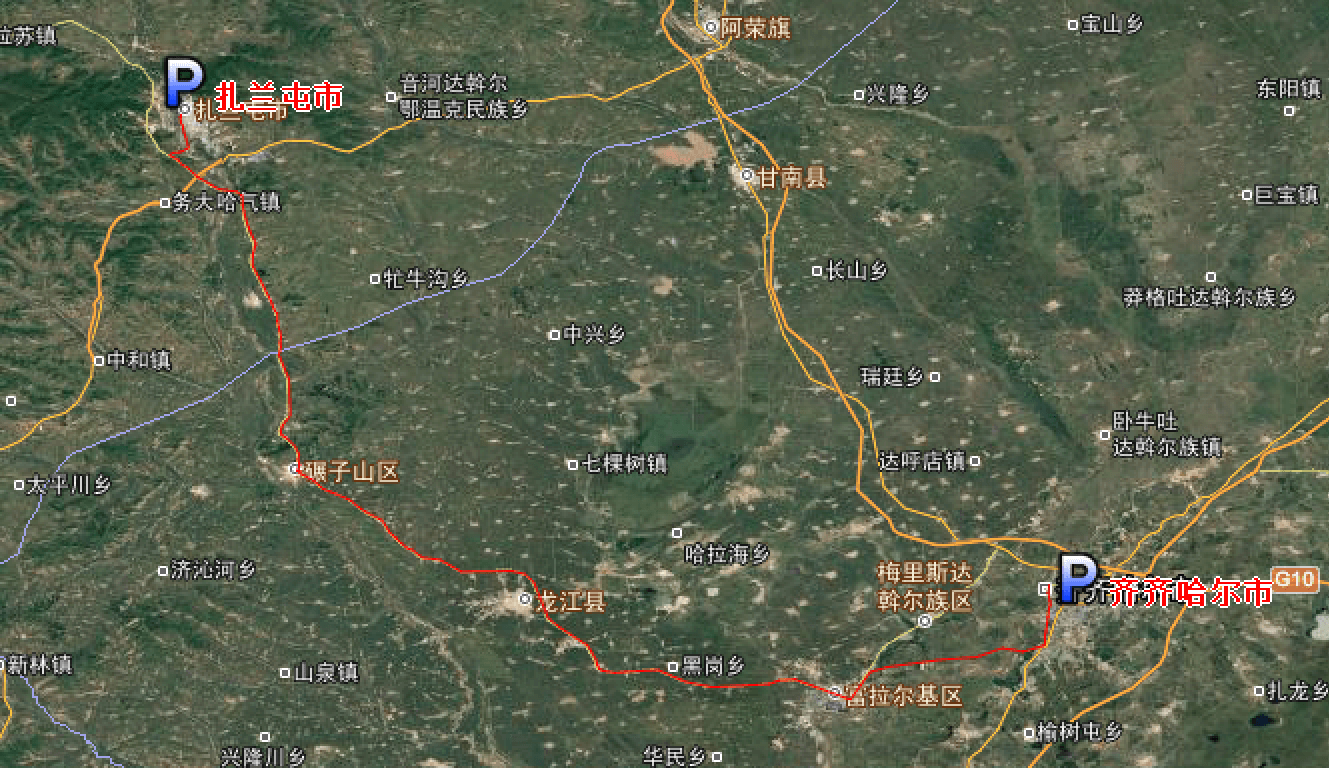 拉苏镇
阿荣旗
宝山乡
扎兰屯市
扎兰屯市
音河达斡尔
鄂温克民族乡
兴隆乡
东阳镇
甘南县
巨宝镇
务大哈气镇
牤牛沟乡
长山乡
莽格吐达斡尔族乡
中兴乡
中和镇
瑞廷乡
卧牛吐
达斡尔族镇
七棵树镇
达呼店镇
碾子山区
太平川乡
哈拉海乡
济沁河乡
梅里斯达
斡尔族区
G10
齐齐哈尔市
龙江县
新林镇
山泉镇
黑岗乡
富拉尔基区
扎龙乡
榆树屯乡
兴隆川乡
华民乡